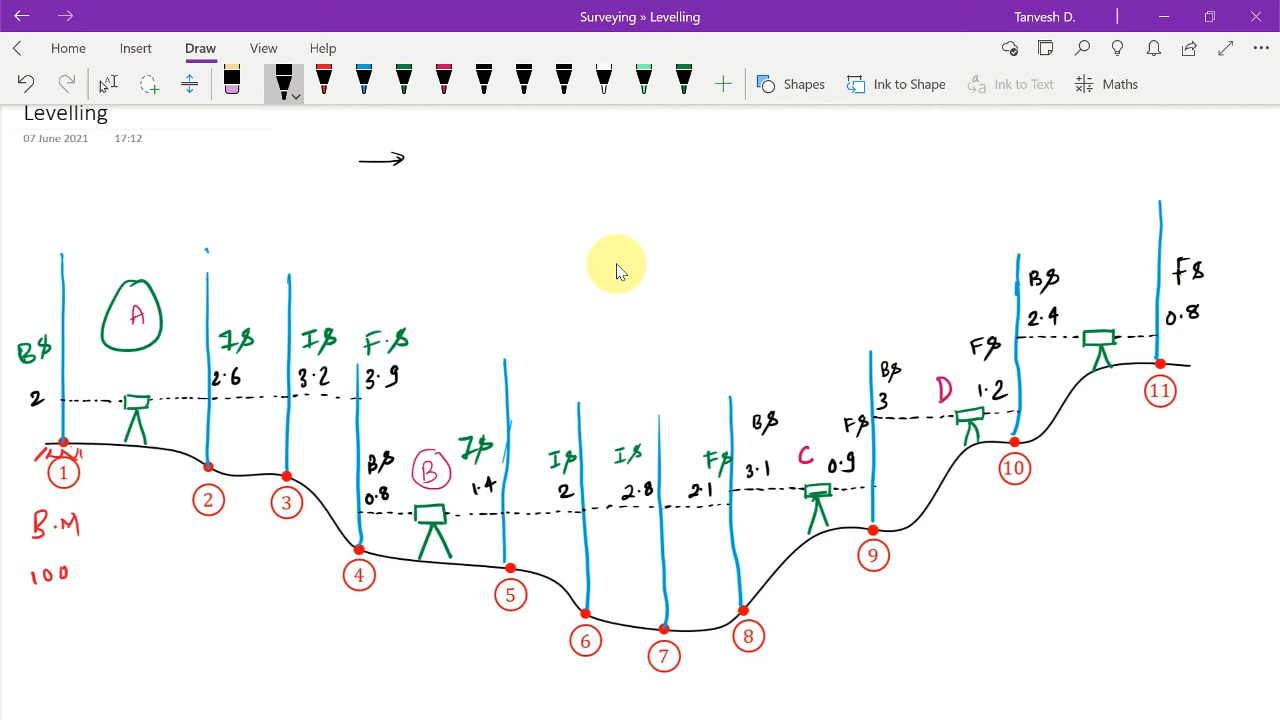 Surveying » Levelling
Tanvesh D.
Home Insert Draw View Help
Shapes Ink to Shape Ink to Text Maths
Levelling
07 June 2021 17:12
A
BS IS IS F.S
2 2.6 3.2 3.9
1 2 3
B.M
100
BS B IS IS IS FS
0.8 1.4 2 2.8 2.1
4 5 6 7 8
BS C FS
3.1 0.9
9
BS D FS
3 1.2
10
BS FS
2.4 0.8
11